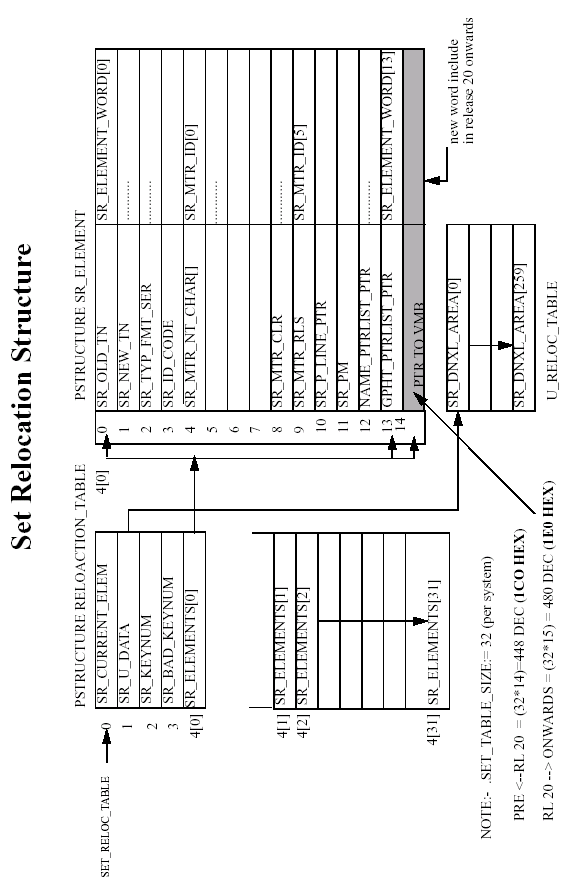 Set Relocation Structure
SET_RELOC_TABLE
PSTRUCTURE RELOACTION_TABLE
0 SR_CURRENT_ELEM
1 SR_U_DATA
2 SR_KEYNUM
3 SR_BAD_KEYNUM
4[0] SR_ELEMENTS[0]
4[1] SR_ELEMENTS[1]
4[2] SR_ELEMENTS[2]
4[31] SR_ELEMENTS[31]
4[0]
PSTRUCTURE SR_ELEMENT
0 SR_OLD_TN SR_ELEMENT_WORD[0]
1 SR_NEW_TN ..........
2 SR_TYP_FMT_SER ..........
3 SR_ID_CODE
4 SR_MTR_NT_CHAR[] SR_MTR_ID[0]
5 ..........
6
7
8 SR_MTR_CLR ..........
9 SR_MTR_RLS SR_MTR_ID[5]
10 SR_P_LINE_PTR
11 SR_PM
12 NAME_PTRLIST_PTR ..........
13 GPHT_PTRLIST_PTR SR_ELEMENT_WORD[13]
14 PTR TO VMB
new word include
in release 20 onwards
SR_DNXL_AREA[0]
SR_DNXL_AREA[259]
U_RELOC_TABLE
NOTE:- .SET_TABLE_SIZE:= 32 (per system)
PRE <--RL 20 = (32*14)=448 DEC (1CO HEX)
RL 20 --> ONWARDS = (32*15) = 480 DEC (1E0 HEX)